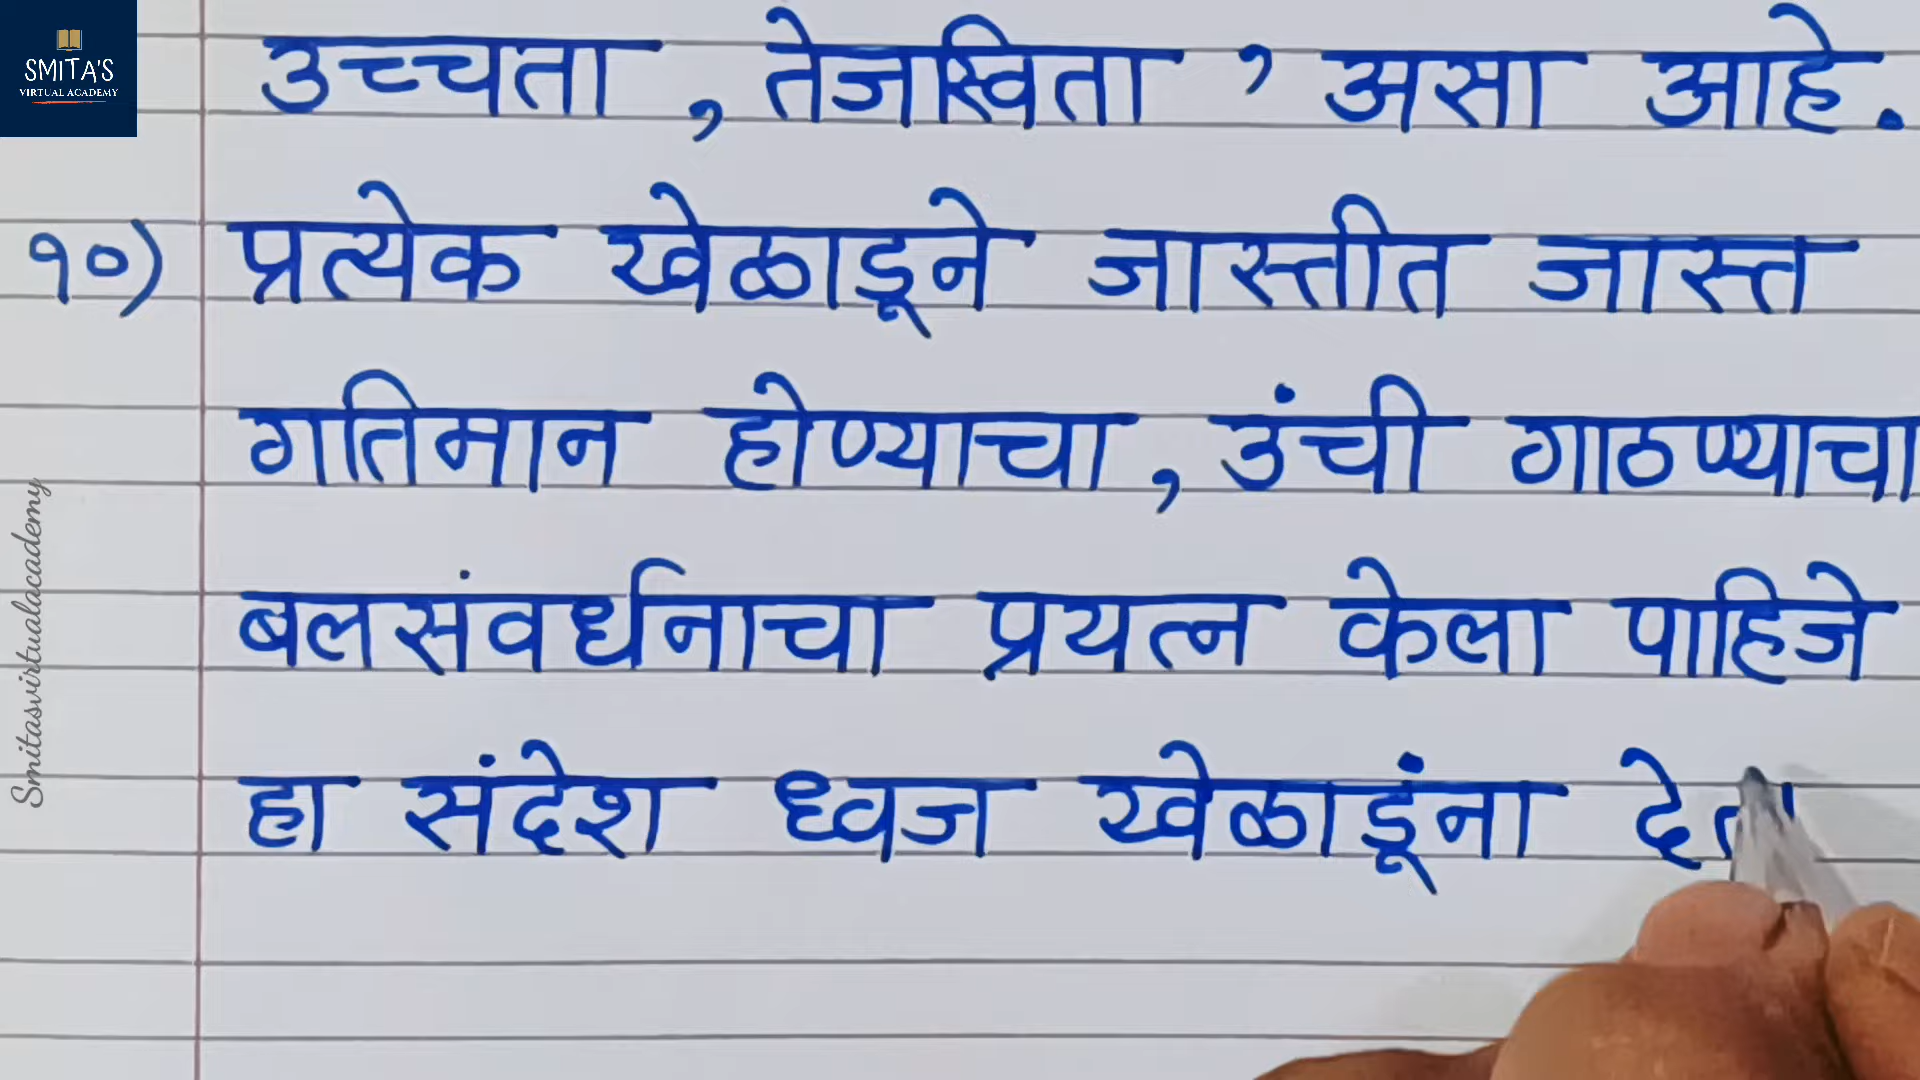 SMITA'S
VIRTUAL ACADEMY
उच्चता , तेजस्विता ’ असा आहे.
१०) प्रत्येक खेळाडूने जास्तीत जास्त
गतिमान होण्याचा, उंची गाठण्याचा
बलसंवर्धनाचा प्रयत्न केला पाहिजे
हा संदेश ध्वज खेळाडूंना
Smitasvirtualacademy